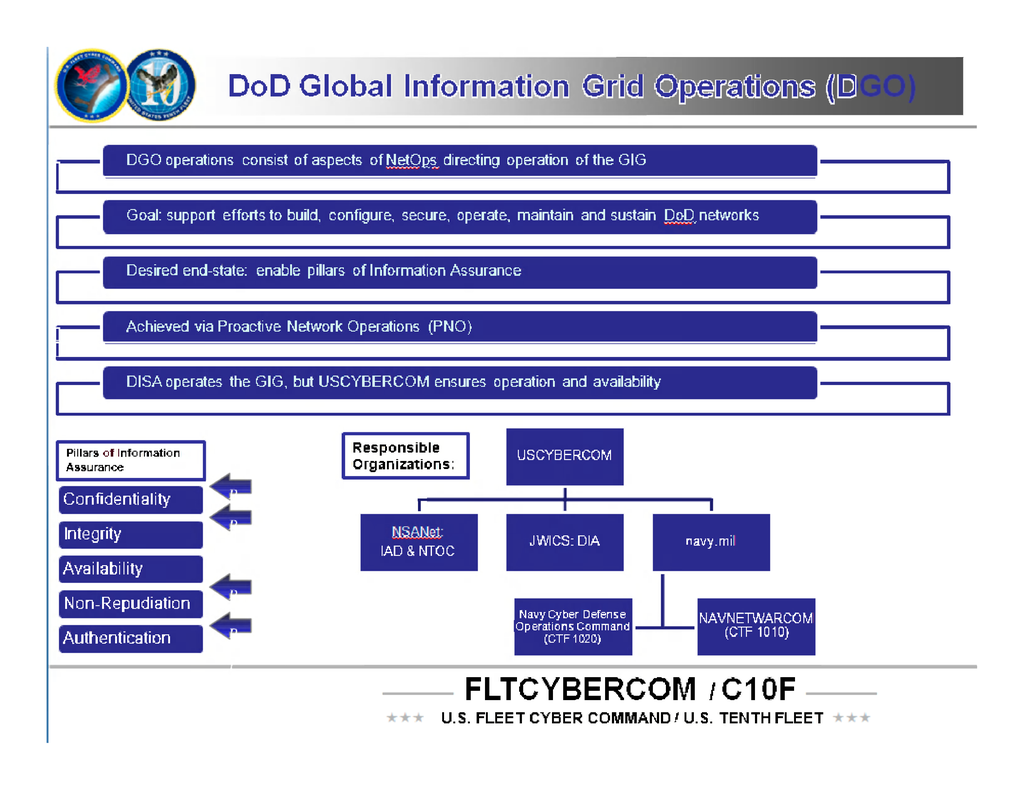 DoD Global Information Grid Operations (DGO)
DGO operations consist of aspects of NetOps directing operation of the GIG
Goal: support efforts to build, configure, secure, operate, maintain and sustain DoD networks
Desired end-state: enable pillars of Information Assurance
Achieved via Proactive Network Operations (PNO)
DISA operates the GIG, but USCYBERCOM ensures operation and availability
Pillars of Information
Assurance
Confidentiality
Integrity
Availability
Non-Repudiation
Authentication
Responsible
Organizations:
USCYBERCOM
NSANet:
IAD & NTOC
JWICS: DIA
navy.mil
Navy Cyber Defense
Operations Command
(CTF 1020)
NAVNETWARCOM
(CTF 1010)
FLTCYBERCOM / C10F
U.S. FLEET CYBER COMMAND / U.S. TENTH FLEET